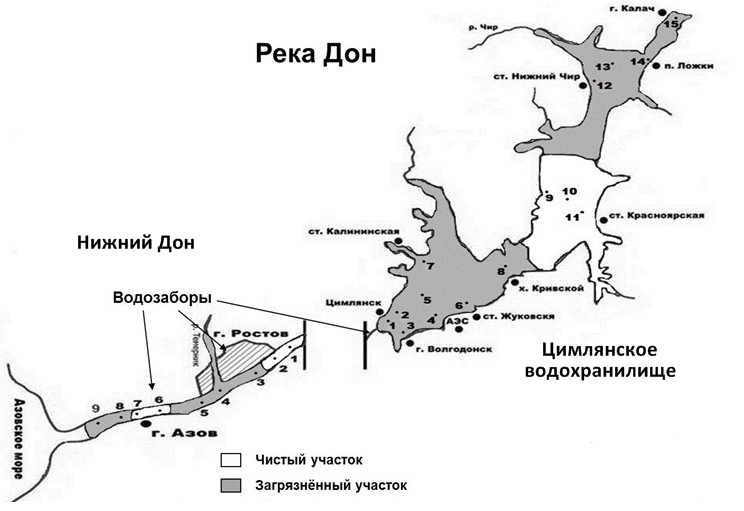 г. Калач
15
р. Чир
Река Дон
13
14
п. Ложки
ст. Нижний Чир
12
9
10
11
ст. Красноярская
ст. Калининская
Нижний Дон
7
8
х. Кривской
Водозаборы
Цимлянск
5
6
2
1
3
4
АЭС
ст. Жуковскя
г. Волгодонск
Цимлянское
водохранилище
р. Темерник
г. Ростов
1
2
3
4
5
6
7
8
9
г. Азов
Азовское море
Чистый участок
Загрязнённый участок